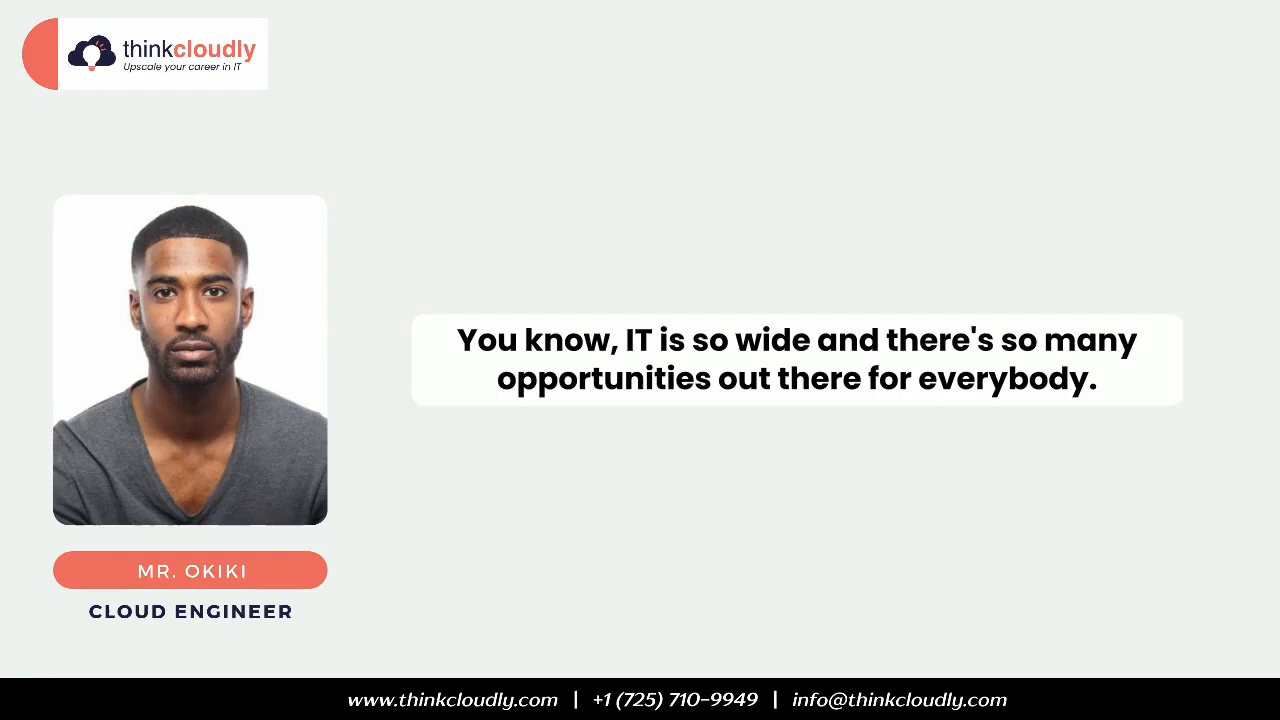 thinkcloudly
Upscale your career in IT
You know, IT is so wide and there's so many
opportunities out there for everybody.
MR. OKIKI
CLOUD ENGINEER
www.thinkcloudly.com | +1 (725) 710-9949 | info@thinkcloudly.com